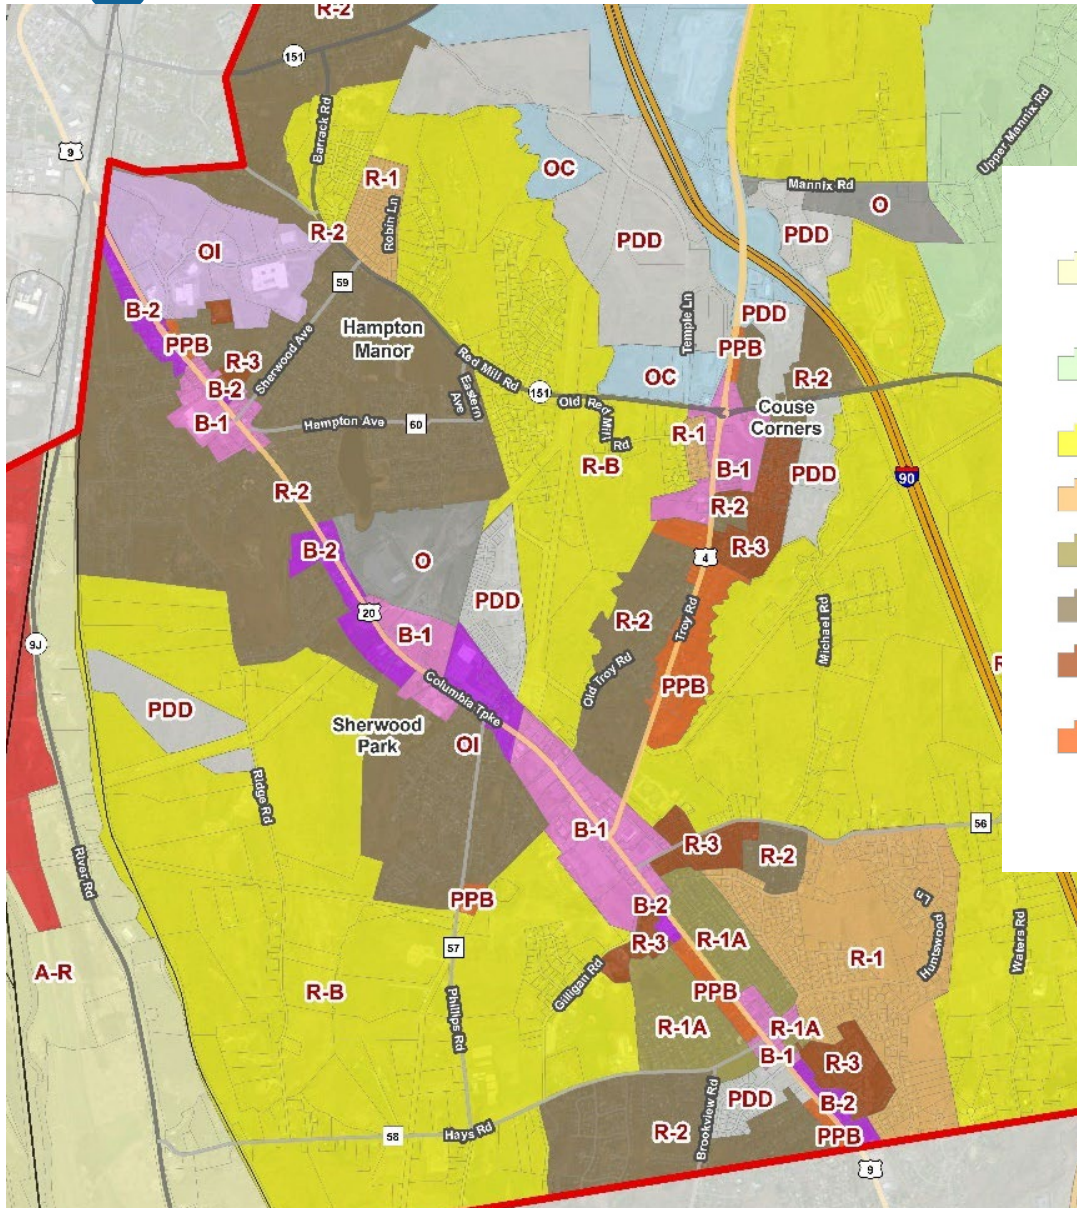 R-2
151
Barrack Rd
9
Upper Mannix Rd
OC
R-1
Mannix Rd
O
Robin Ln
R-2
PDD
PDD
OI
59
B-2
Hampton
Manor
Temple Ln
PDD
PPB
PPB
R-3
Sherwood Ave
Red Mill Rd
OC
R-2
B-2
Eastern
Ave
151
Old Red Mill
Rd
Couse
Corners
B-1
Hampton Ave
60
R-1
R-B
B-1
PDD
90
R-2
R-2
B-2
O
R-3
4
PDD
20
B-1
R-2
Troy Rd
Michael Rd
9J
R
Old Troy Rd
PPB
Columbia Tpke
PDD
Sherwood
Park
OI
Ridge Rd
B-1
56
R-3
R-2
River Rd
PPB
B-2
Ln
Huntswood
Waters Rd
R-3
R-1A
57
R-1
A-R
Gilligan Rd
R-B
PPB
Phillips Rd
R-1A
R-1A
B-1
R-3
PDD
B-2
Brookview Rd
58
Hays Rd
R-2
PPB
9